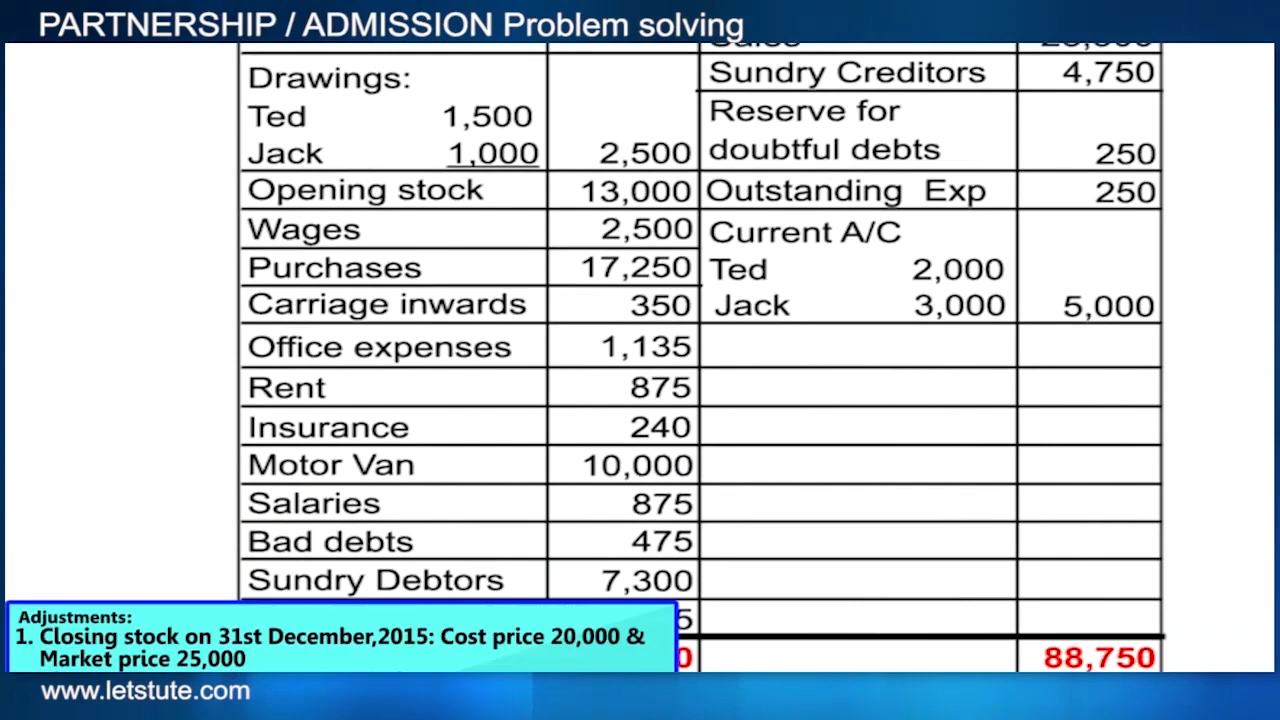 PARTNERSHIP / ADMISSION Problem solving
Drawings:
Ted 1,500
Jack 1,000 2,500
Opening stock 13,000
Wages 2,500
Purchases 17,250
Carriage inwards 350
Office expenses 1,135
Rent 875
Insurance 240
Motor Van 10,000
Salaries 875
Bad debts 475
Sundry Debtors 7,300
Sundry Creditors 4,750
Reserve for
doubtful debts 250
Outstanding Exp 250
Current A/C
Ted 2,000
Jack 3,000 5,000
88,750
Adjustments:
1. Closing stock on 31st December,2015: Cost price 20,000 &
Market price 25,000
www.letstute.com